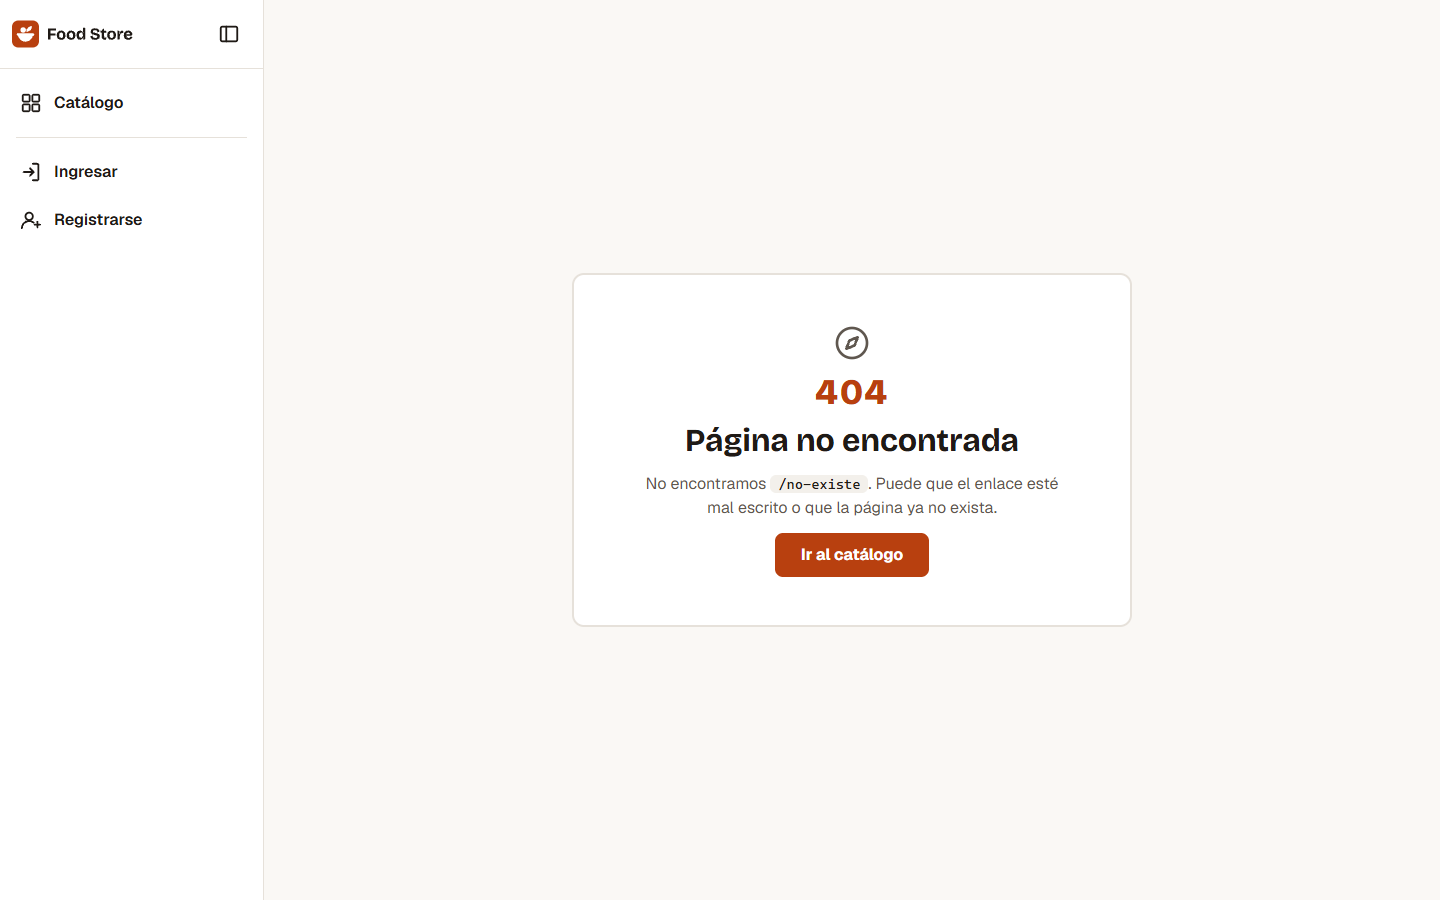 Food Store
Catálogo
Ingresar
Registrarse
404
Página no encontrada
No encontramos /no-existe. Puede que el enlace esté
mal escrito o que la página ya no exista.
Ir al catálogo